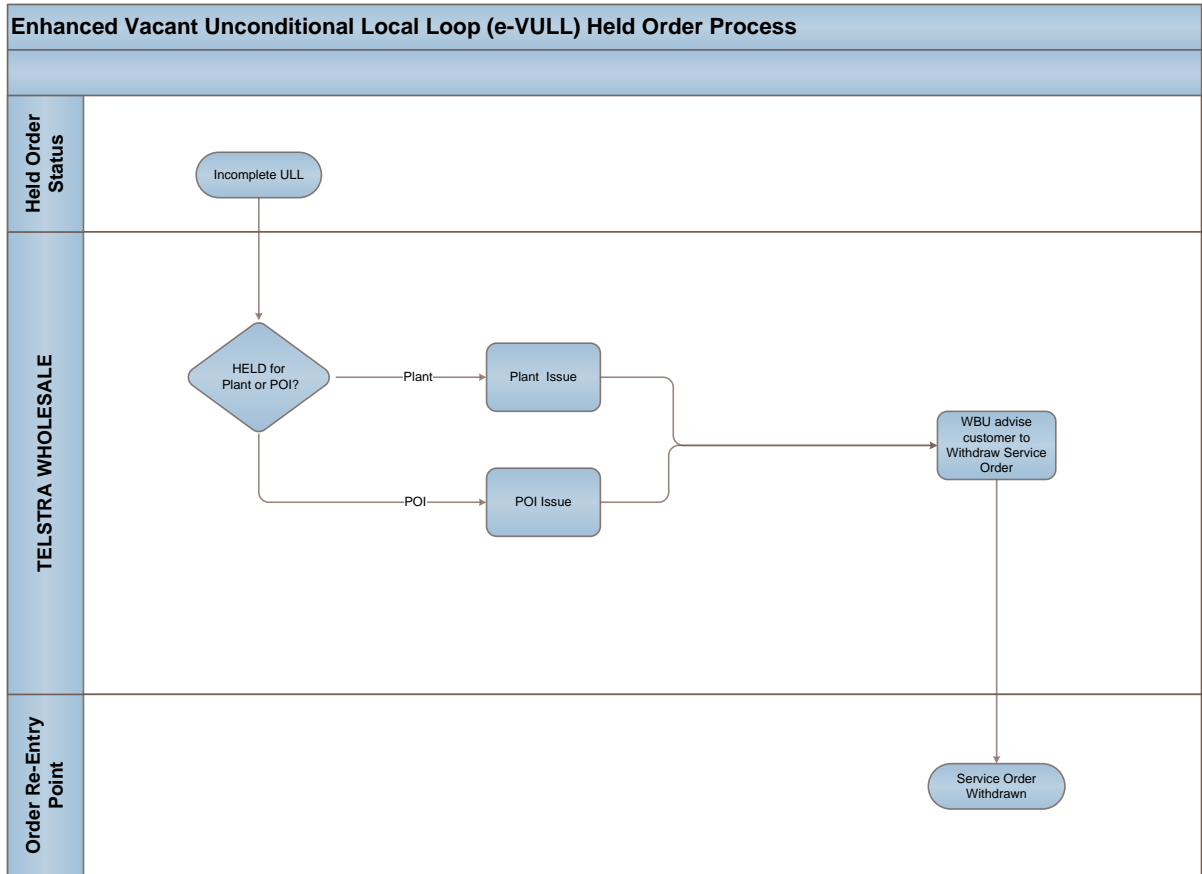 Enhanced Vacant Unconditional Local Loop (e-VULL) Held Order Process
Held Order
Status
Incomplete ULL
TELSTRA WHOLESALE
HELD for
Plant or POI?
Plant
Plant Issue
POI
POI Issue
WBU advise
customer to
Withdraw Service
Order
Order Re-Entry
Point
Service Order
Withdrawn